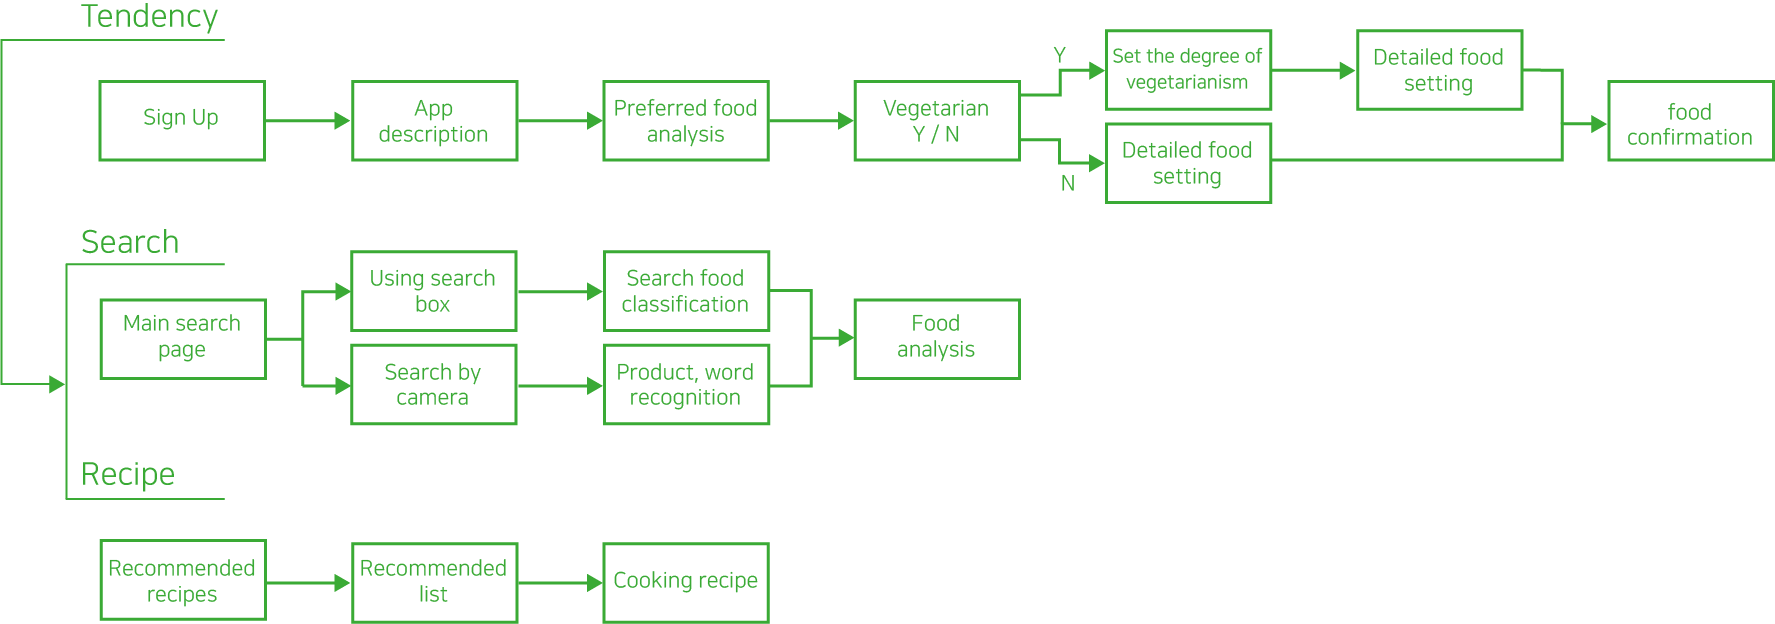 Tendency
Sign Up
App
description
Preferred food
analysis
Vegetarian
Y / N
Y
Set the degree of
vegetarianism
Detailed food
setting
N
Detailed food
setting
food
confirmation
Search
Main search
page
Using search
box
Search food
classification
Search by
camera
Product, word
recognition
Food
analysis
Recipe
Recommended
recipes
Recommended
list
Cooking recipe